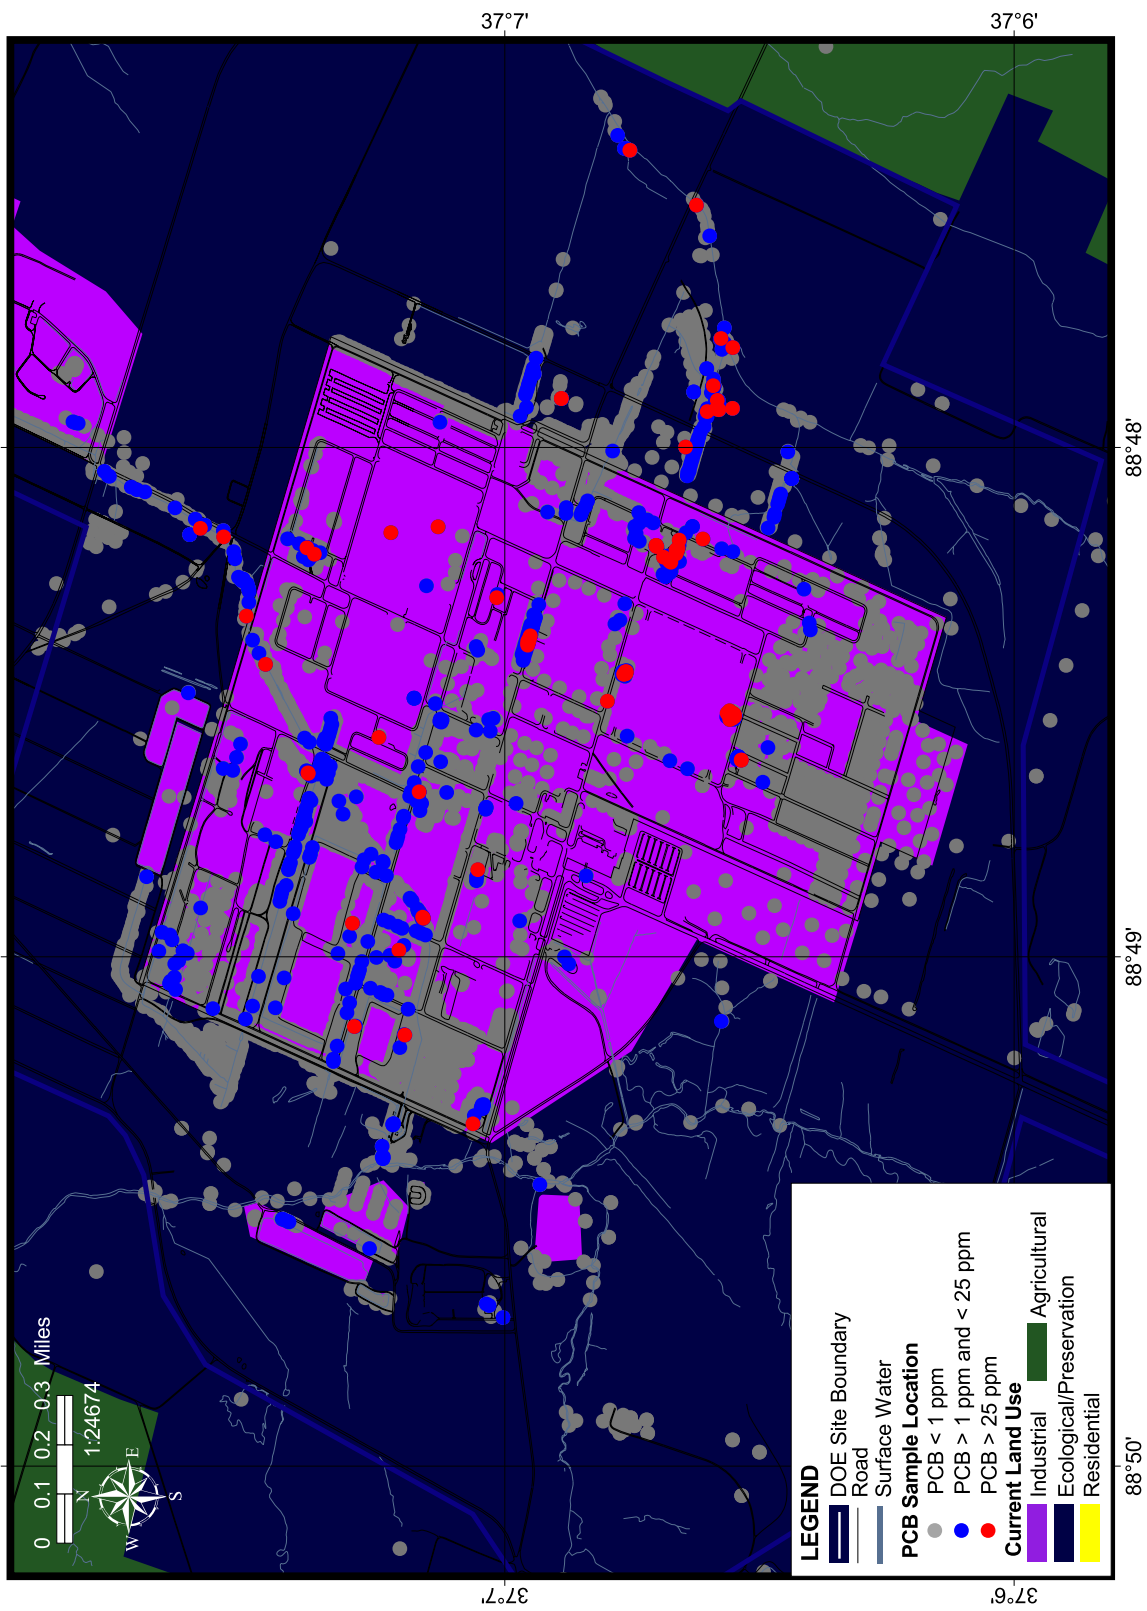 37°7'
37°6'
88°48'
88°49'
88°50'
37°7'
37°6'
0 0.1 0.2 0.3 Miles
1:24674
N
W E
S
LEGEND
DOE Site Boundary
Road
Surface Water
PCB Sample Location
PCB < 1 ppm
PCB > 1 ppm and < 25 ppm
PCB > 25 ppm
Current Land Use
Industrial Agricultural
Ecological/Preservation
Residential